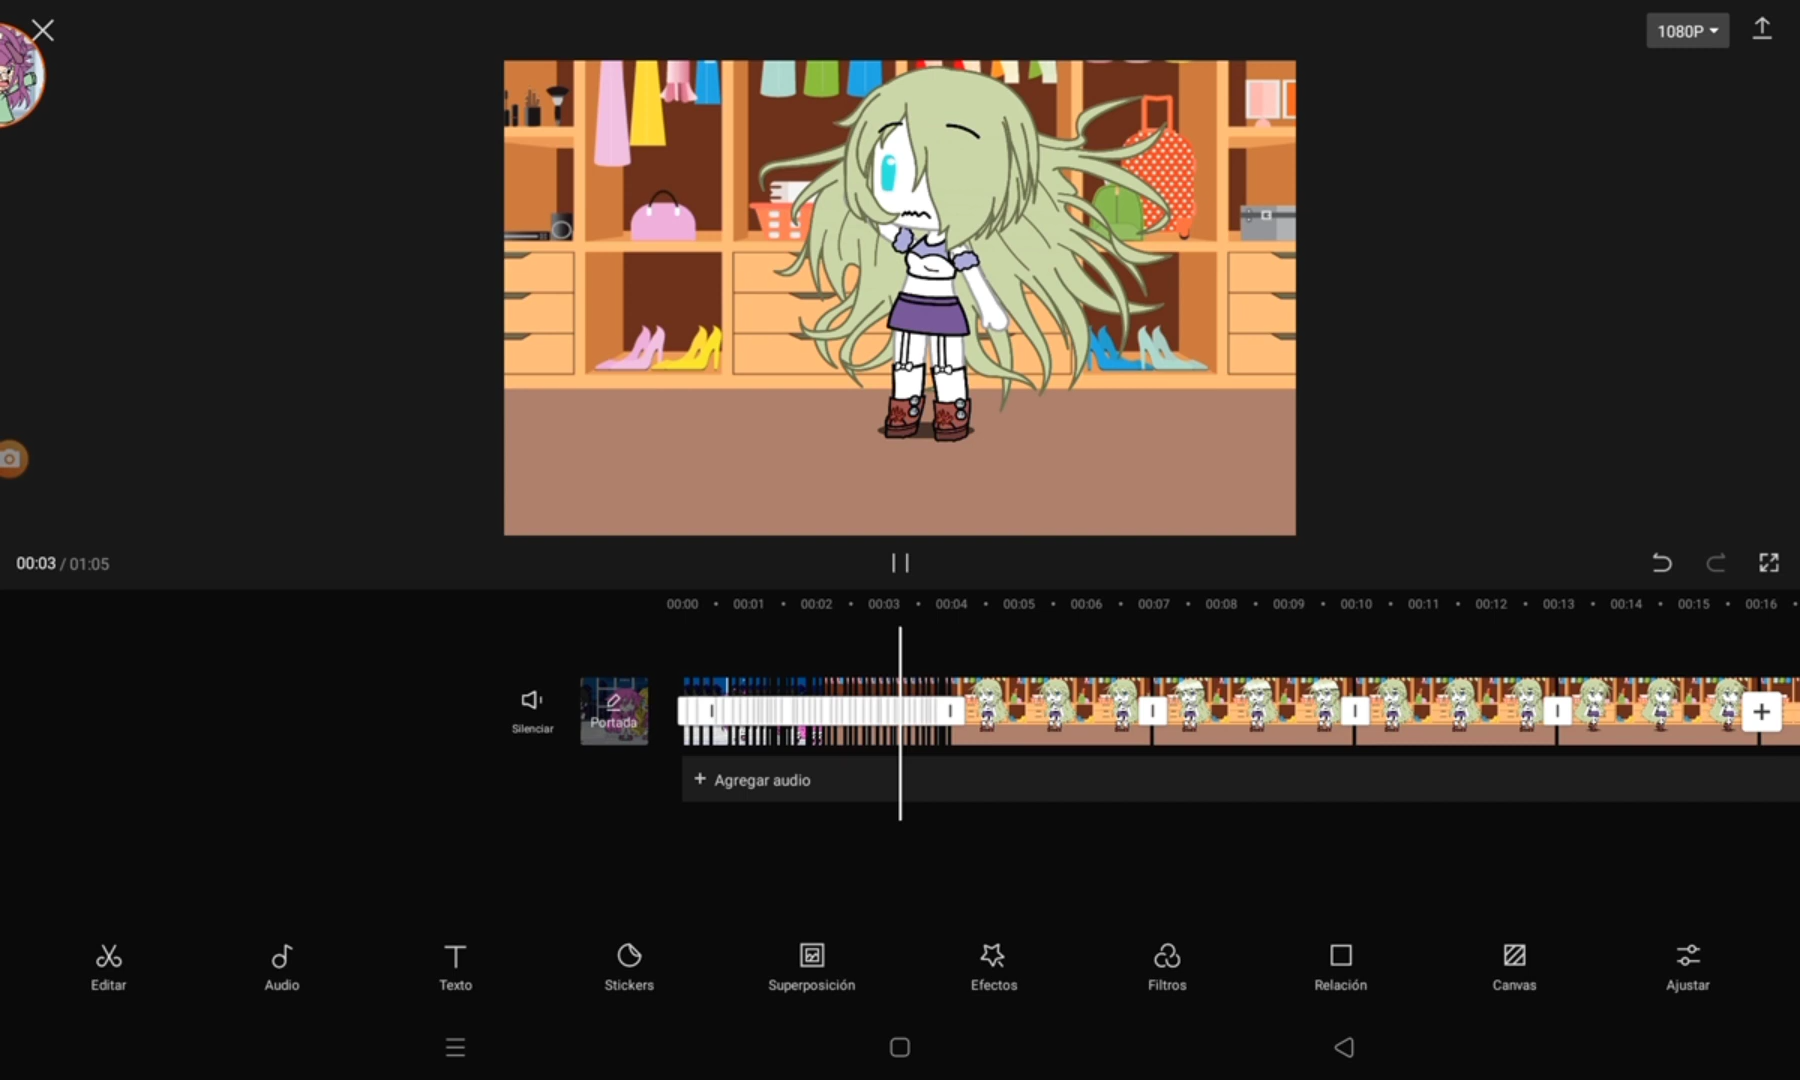 1080P
00:03 / 01:05
00:00 00:01 00:02 00:03 00:04 00:05 00:06 00:07 00:08 00:09 00:10 00:11 00:12 00:13 00:14 00:15 00:16
Silenciar
Portada
+ Agregar audio
Editar Audio Texto Stickers Superposición Efectos Filtros Relación Canvas Ajustar